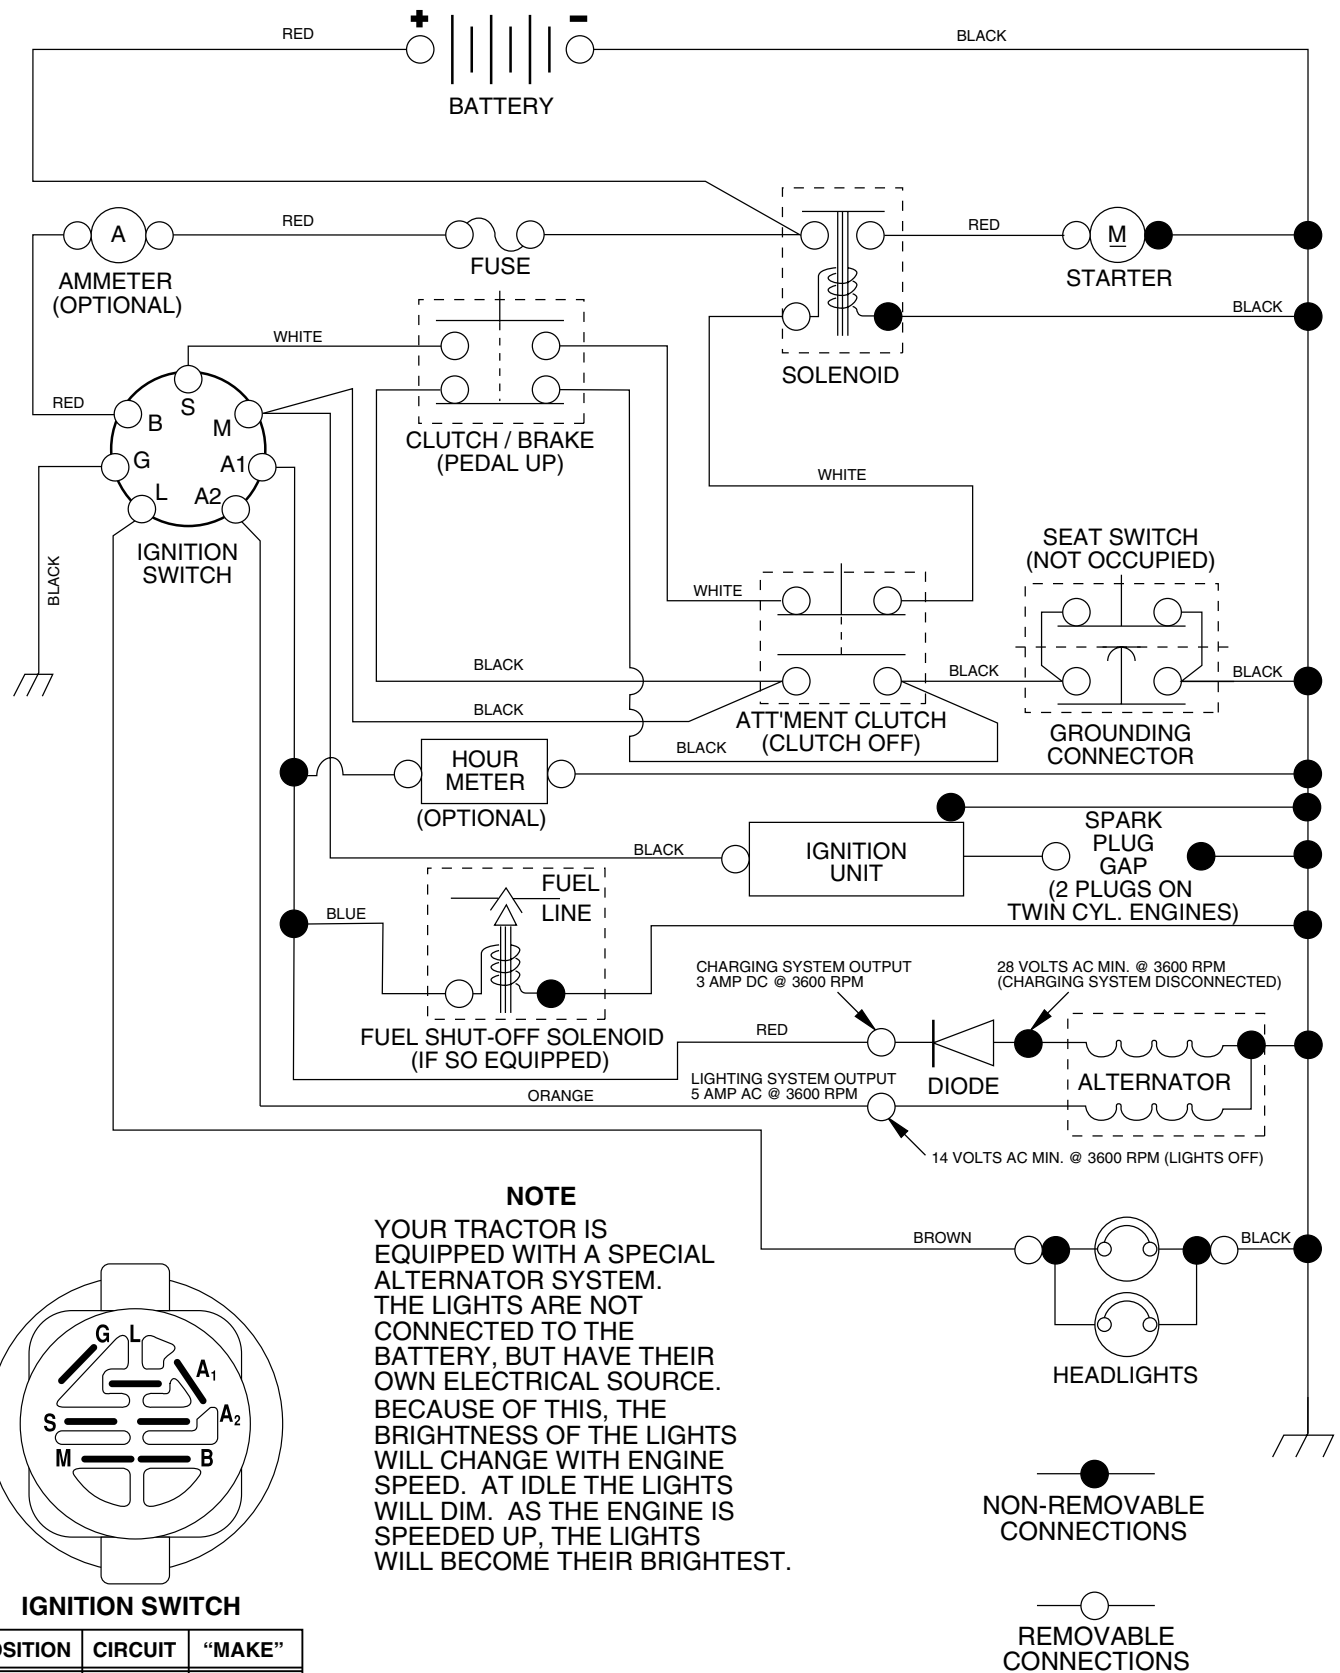 +
−
RED
BLACK
BATTERY
A
RED
RED
M
FUSE
STARTER
AMMETER
(OPTIONAL)
BLACK
WHITE
SOLENOID
RED
S
B
M
CLUTCH / BRAKE
(PEDAL UP)
G
A1
WHITE
L
A2
IGNITION
SWITCH
SEAT SWITCH
(NOT OCCUPIED)
BLACK
WHITE
BLACK
BLACK
BLACK
BLACK
ATT'MENT CLUTCH
(CLUTCH OFF)
GROUNDING
CONNECTOR
BLACK
HOUR
METER
(OPTIONAL)
SPARK
PLUG
GAP
(2 PLUGS ON
TWIN CYL. ENGINES)
BLACK
IGNITION
UNIT
FUEL
LINE
BLUE
CHARGING SYSTEM OUTPUT
3 AMP DC @ 3600 RPM
28 VOLTS AC MIN. @ 3600 RPM
(CHARGING SYSTEM DISCONNECTED)
FUEL SHUT-OFF SOLENOID
(IF SO EQUIPPED)
RED
DIODE
ALTERNATOR
LIGHTING SYSTEM OUTPUT
5 AMP AC @ 3600 RPM
ORANGE
14 VOLTS AC MIN. @ 3600 RPM (LIGHTS OFF)
NOTE
YOUR TRACTOR IS
EQUIPPED WITH A SPECIAL
ALTERNATOR SYSTEM.
THE LIGHTS ARE NOT
CONNECTED TO THE
BATTERY, BUT HAVE THEIR
OWN ELECTRICAL SOURCE.
BECAUSE OF THIS, THE
BRIGHTNESS OF THE LIGHTS
WILL CHANGE WITH ENGINE
SPEED. AT IDLE THE LIGHTS
WILL DIM. AS THE ENGINE IS
SPEEDED UP, THE LIGHTS
WILL BECOME THEIR BRIGHTEST.
BROWN
BLACK
HEADLIGHTS
G L
A1
S
A2
M
B
IGNITION SWITCH
CIRCUIT “MAKE”
NON-REMOVABLE
CONNECTIONS
REMOVABLE
CONNECTIONS